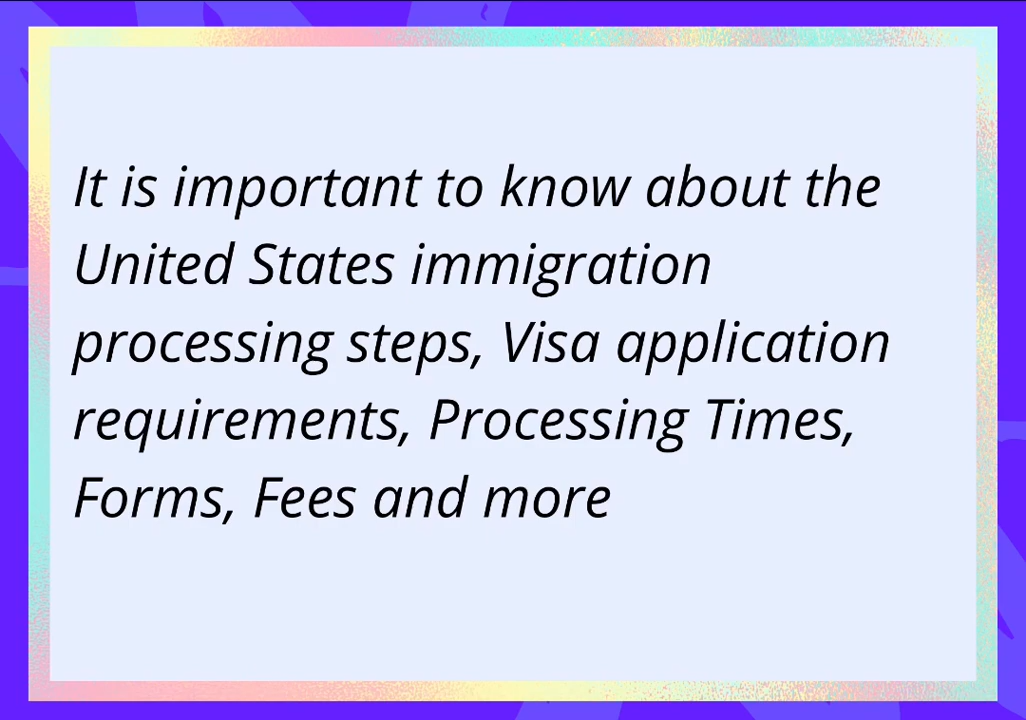 It is important to know about the
United States immigration
processing steps, Visa application
requirements, Processing Times,
Forms, Fees and more